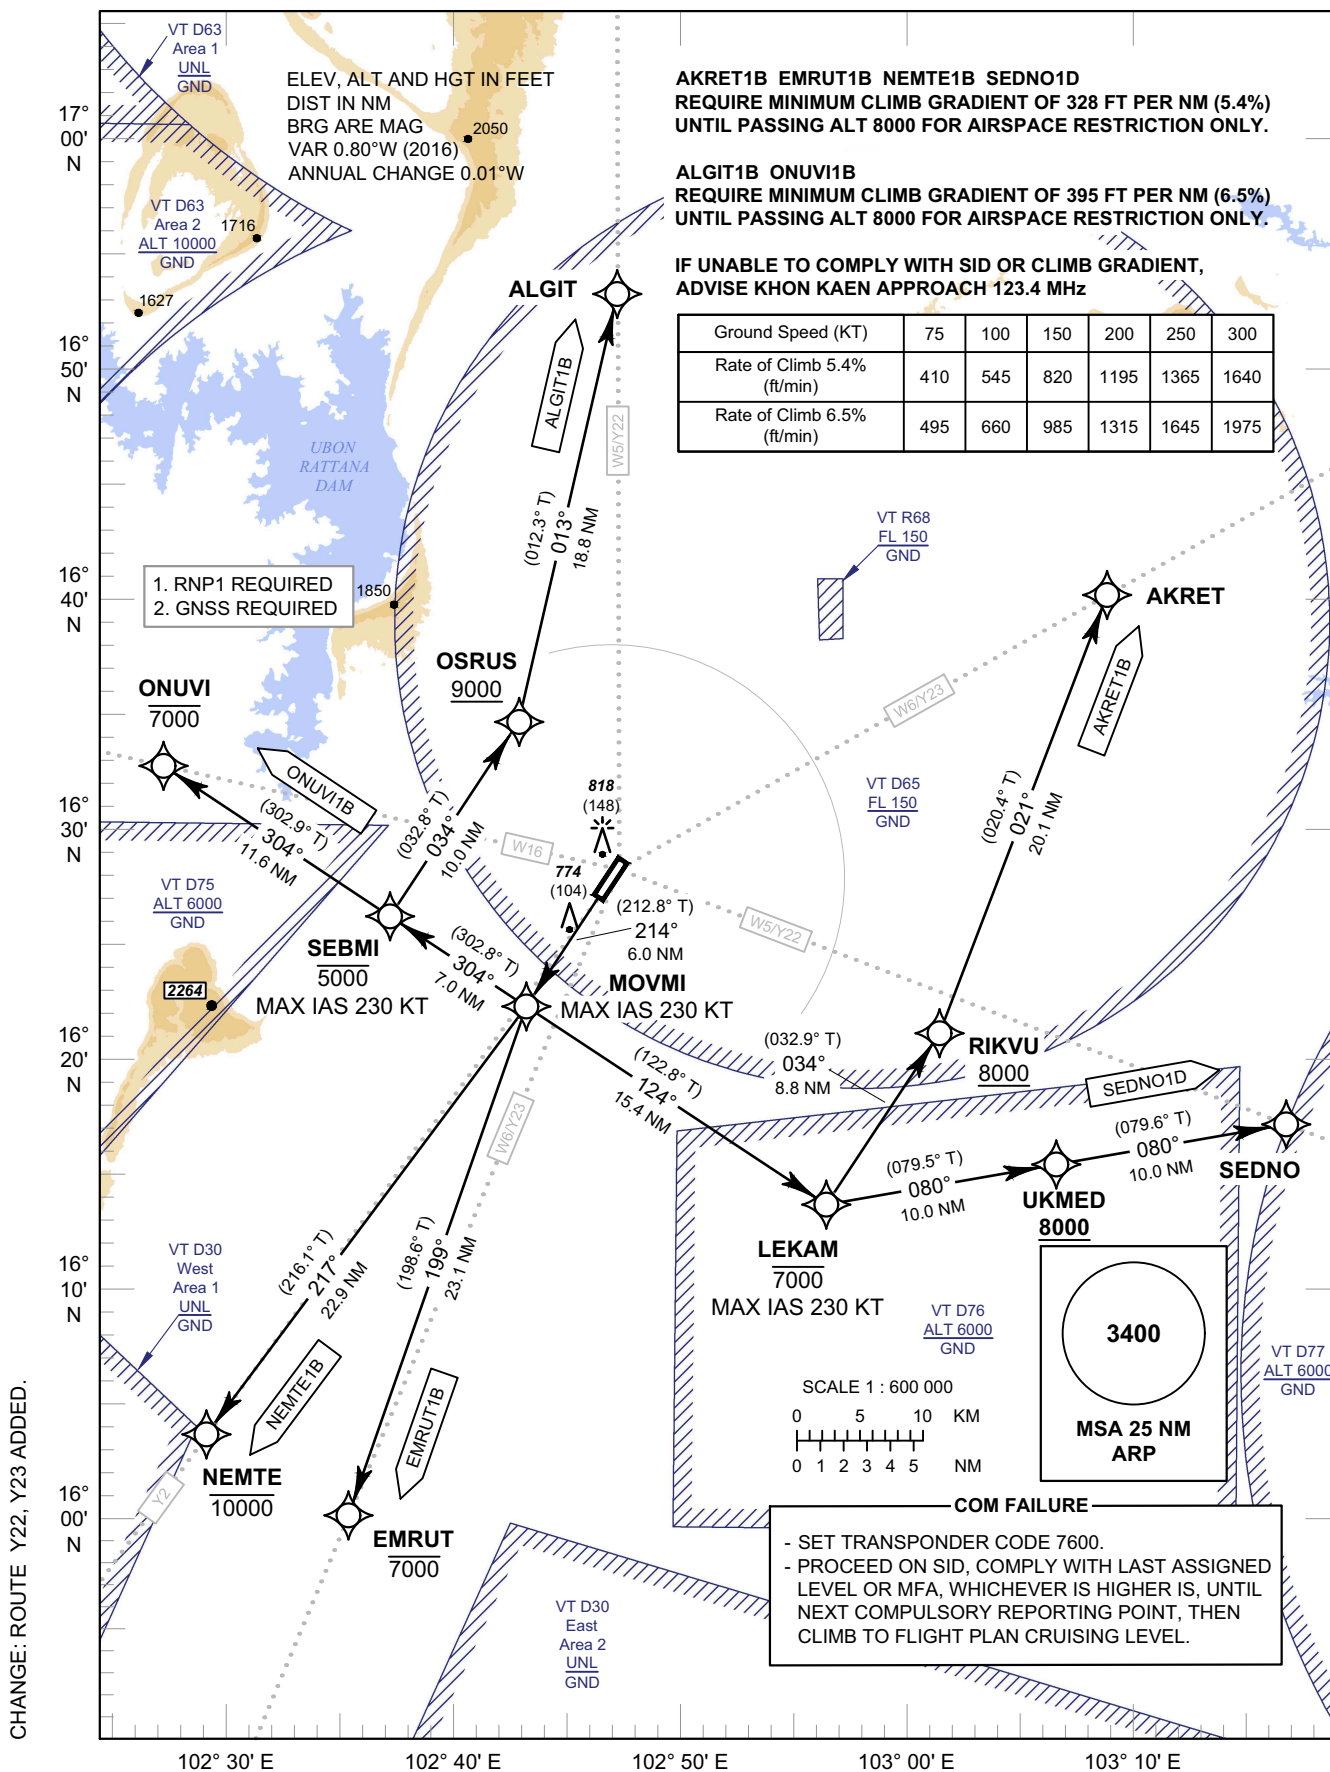 VT D63
Area 1
UNL
GND
ELEV, ALT AND HGT IN FEET
DIST IN NM
BRG ARE MAG
VAR 0.80°W (2016)
ANNUAL CHANGE 0.01°W
2050
AKRET1B EMRUT1B NEMTE1B SEDNO1D
REQUIRE MINIMUM CLIMB GRADIENT OF 328 FT PER NM (5.4%)
UNTIL PASSING ALT 8000 FOR AIRSPACE RESTRICTION ONLY.
ALGIT1B ONUVI1B
REQUIRE MINIMUM CLIMB GRADIENT OF 395 FT PER NM (6.5%)
UNTIL PASSING ALT 8000 FOR AIRSPACE RESTRICTION ONLY.
IF UNABLE TO COMPLY WITH SID OR CLIMB GRADIENT,
ADVISE KHON KAEN APPROACH 123.4 MHz
Ground Speed (KT) 75 100 150 200 250 300
Rate of Climb 5.4%
(ft/min) 410 545 820 1195 1365 1640
Rate of Climb 6.5%
(ft/min) 495 660 985 1315 1645 1975
17°
00'
N
VT D63
Area 2
ALT 10000
GND
1716
1627
ALGIT
16°
50'
N
ALGIT1B
W5/Y22
UBON
RATTANA
DAM
(012.3° T)
013°
18.8 NM
VT R68
FL 150
GND
16°
40'
N
1. RNP1 REQUIRED
2. GNSS REQUIRED
1850
AKRET
AKRET1B
OSRUS
9000
ONUVI
7000
W6/Y23
ONUVI1B
(302.9° T)
304°
11.6 NM
(032.8° T)
034°
10.0 NM
818
(148)
VT D65
FL 150
GND
(020.4° T)
021°
20.1 NM
16°
30'
N
W16
774
(104)
VT D75
ALT 6000
GND
(212.8° T)
214°
6.0 NM
W5/Y22
SEBMI
5000
MAX IAS 230 KT
(302.8° T)
304°
7.0 NM
MOVMI
MAX IAS 230 KT
2264
16°
20'
N
(032.9° T)
034°
8.8 NM
RIKVU
8000
(122.8° T)
124°
15.4 NM
SEDNO1D
W6/Y23
(079.6° T)
080°
10.0 NM
SEDNO
(079.5° T)
080°
10.0 NM
UKMED
8000
LEKAM
7000
MAX IAS 230 KT
VT D30
West
Area 1
UNL
GND
16°
10'
N
(216.1° T)
217°
22.9 NM
(198.6° T)
199°
23.1 NM
VT D76
ALT 6000
GND
3400
MSA 25 NM
ARP
VT D77
ALT 6000
GND
SCALE 1 : 600 000
0 5 10 KM
0 1 2 3 4 5 NM
NEMTE1B
EMRUT1B
NEMTE
10000
Y2
16°
00'
N
EMRUT
7000
COM FAILURE
- SET TRANSPONDER CODE 7600.
- PROCEED ON SID, COMPLY WITH LAST ASSIGNED
LEVEL OR MFA, WHICHEVER IS HIGHER IS, UNTIL
NEXT COMPULSORY REPORTING POINT, THEN
CLIMB TO FLIGHT PLAN CRUISING LEVEL.
VT D30
East
Area 2
UNL
GND
CHANGE: ROUTE Y22, Y23 ADDED.
102° 30' E 102° 40' E 102° 50' E 103° 00' E 103° 10' E